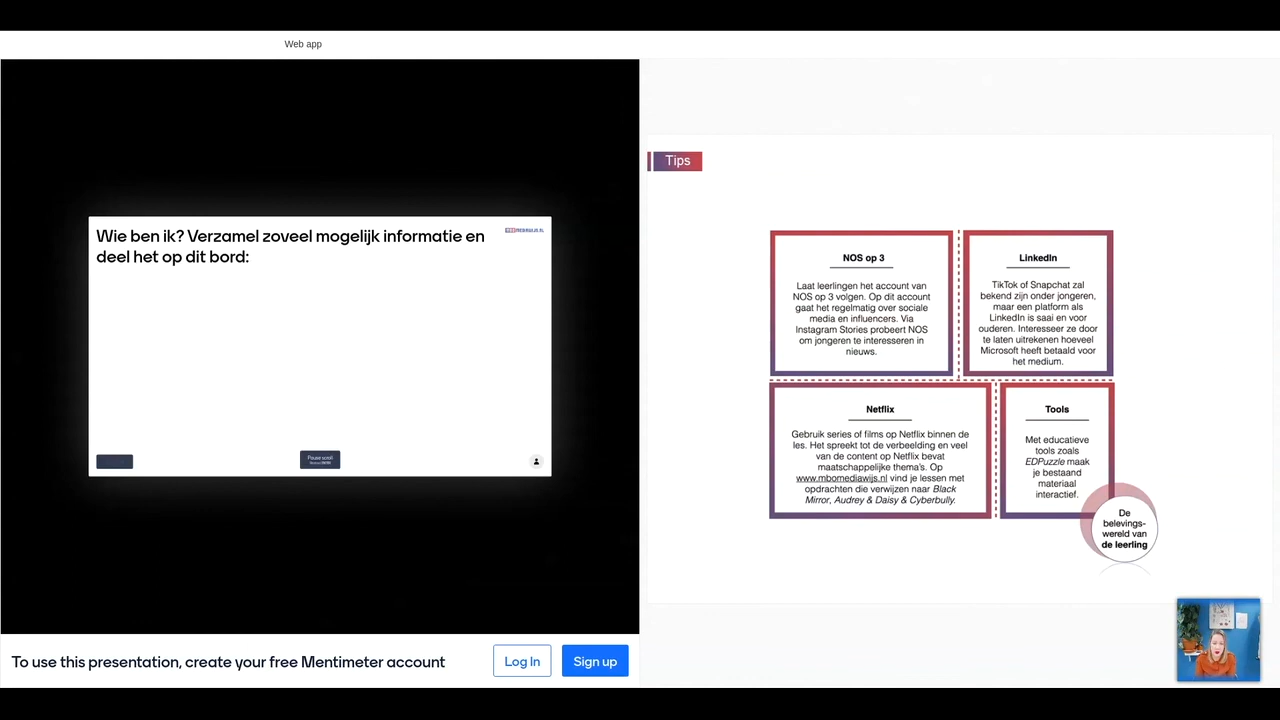 Web app
Wie ben ik? Verzamel zoveel mogelijk informatie en
deel het op dit bord:
Pause scroll
To use this presentation, create your free Mentimeter account
Log In
Sign up
Tips
NOS op 3
Laat leerlingen het account van
NOS op 3 volgen. Op dit account
gaat het regelmatig over sociale
media en influencers. Via
Instagram Stories probeert NOS
om jongeren te interesseren in
nieuws.
LinkedIn
TikTok of Snapchat zal
bekend zijn onder jongeren,
maar een platform als
LinkedIn is saai en voor
ouderen. Interesseer ze door
te laten uitrekenen hoeveel
Microsoft heeft betaald voor
het medium.
Netflix
Gebruik series of films op Netflix binnen de
les. Het spreekt tot de verbeelding en veel
van de content op Netflix bevat
maatschappelijke thema's. Op
www.mbomediawijs.nl vind je lessen met
opdrachten die verwijzen naar Black
Mirror, Audrey & Daisy & Cyberbully.
Tools
Met educatieve
tools zoals
EDPuzzle maak
je bestaand
materiaal
interactief.
De
belevings-
wereld van
de leerling